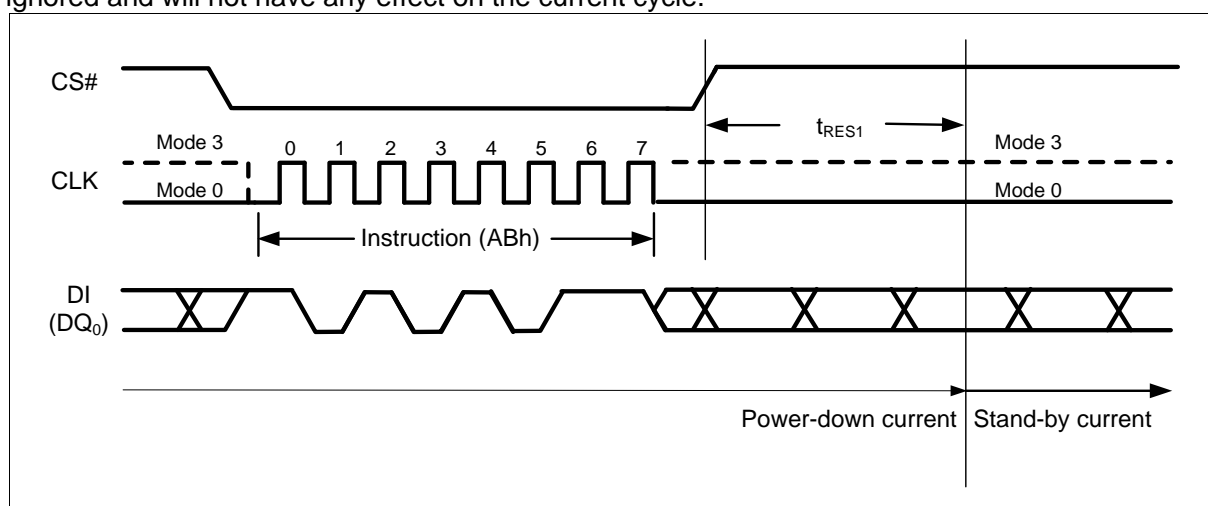 ignored and will not have any effect on the current cycle.
CS#
tRES1
Mode 3
0 1 2 3 4 5 6 7
Mode 3
CLK
Mode 0
Mode 0
Instruction (ABh)
DI
(DQ0)
Power-down current
Stand-by current